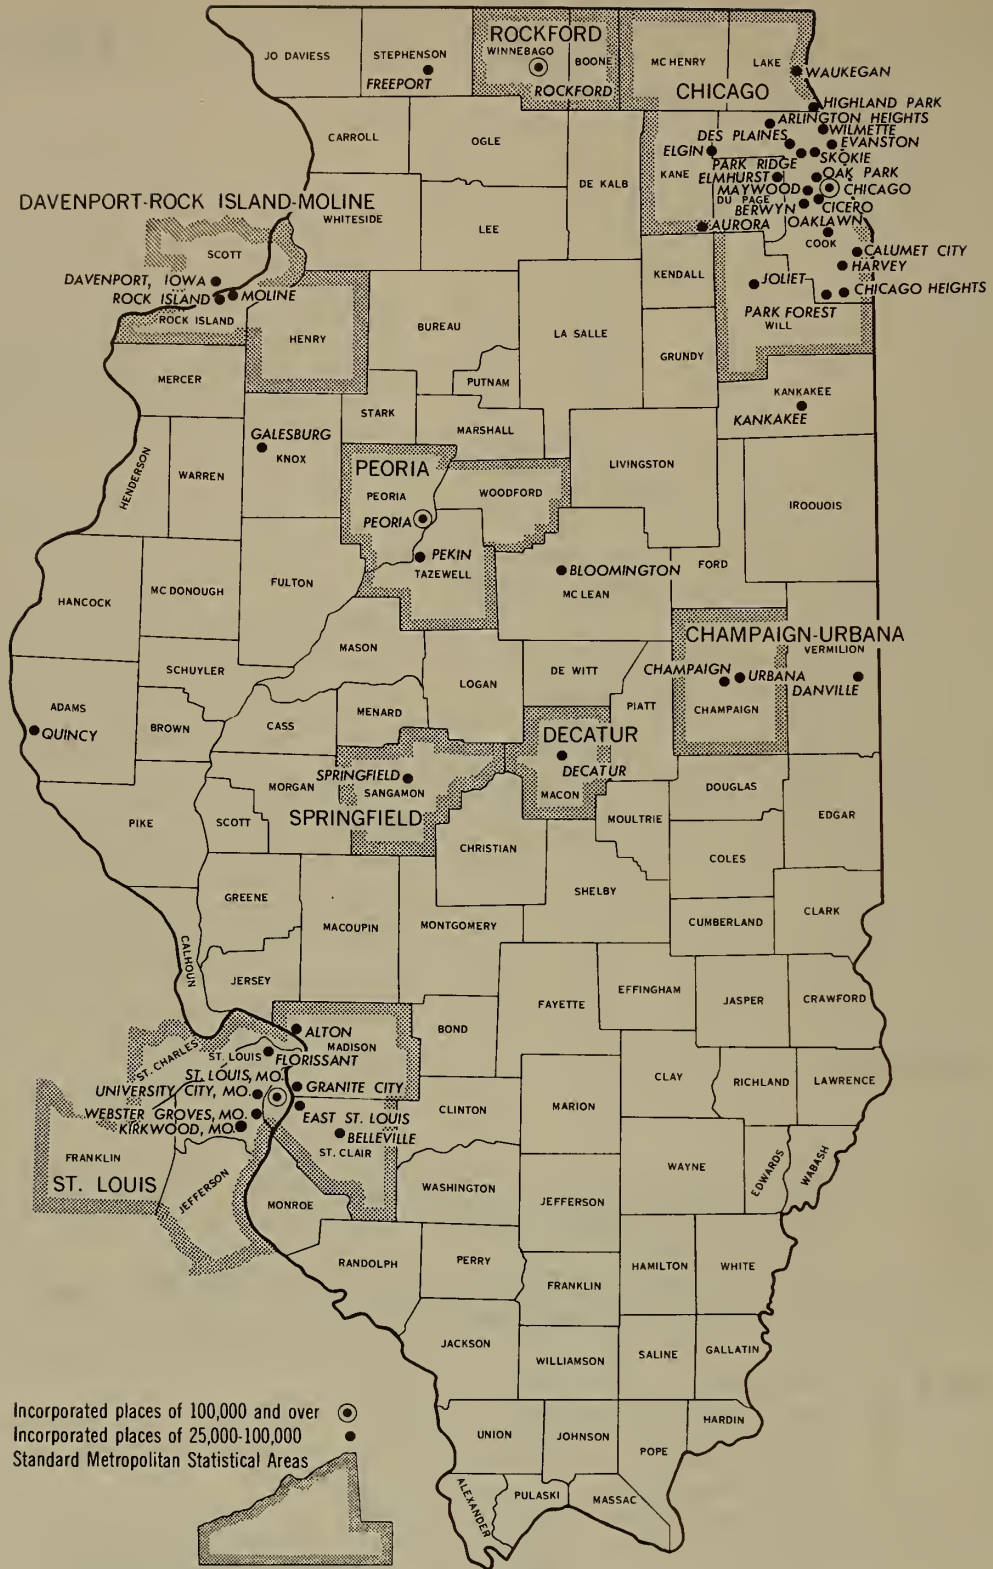 ROCKFORD
JO DAVIESS
STEPHENSON
WINNEBAGO
BOONE
MC HENRY
LAKE
FREEPORT
ROCKFORD
CHICAGO
WAUKEGAN
HIGHLAND PARK
ARLINGTON HEIGHTS
WILMETTE
DES PLAINES
EVANSTON
CARROLL
OGLE
DE KALB
ELGIN
KANE
PARK RIDGE
SKOKIE
ELMHURST
OAK PARK
MAYWOOD
CHICAGO
DU PAGE
BERWYN
CICERO
DAVENPORT-ROCK ISLAND-MOLINE
WHITESIDE
LEE
AURORA
OAKLAWN
COOK
SCOTT
CALUMET CITY
HARVEY
KENDALL
DAVENPORT, IOWA
ROCK ISLAND
MOLINE
JOLIET
CHICAGO HEIGHTS
ROCK ISLAND
PARK FOREST
WILL
HENRY
BUREAU
LA SALLE
GRUNDY
MERCER
PUTNAM
KANKAKEE
KANKAKEE
STARK
MARSHALL
GALESBURG
KNOX
HENDERSON
WARREN
PEORIA
PEORIA
PEORIA
WOODFORD
LIVINGSTON
IROQUOIS
PEKIN
TAZEWELL
BLOOMINGTON
MC LEAN
FORD
HANCOCK
MC DONOUGH
FULTON
MASON
CHAMPAIGN-URBANA
VERMILION
SCHUYLER
LOGAN
DE WITT
CHAMPAIGN
URBANA
DANVILLE
ADAMS
QUINCY
BROWN
CASS
MENARD
PIATT
CHAMPAIGN
DECATUR
DECATUR
MACON
SPRINGFIELD
SANGAMON
MORGAN
DOUGLAS
PIKE
SCOTT
SPRINGFIELD
MOULTRIE
EDGAR
CHRISTIAN
COLES
SHELBY
GREENE
CALHOUN
MACOUPIN
MONTGOMERY
CUMBERLAND
CLARK
JERSEY
FAYETTE
EFFINGHAM
JASPER
CRAWFORD
ALTON
MADISON
BOND
ST. CHARLES
ST. LOUIS
FLORISSANT
ST. LOUIS, MO.
UNIVERSITY CITY, MO.
GRANITE CITY
CLAY
RICHLAND
LAWRENCE
WEBSTER GROVES, MO.
KIRKWOOD, MO.
EAST ST. LOUIS
BELLEVILLE
ST. CLAIR
CLINTON
MARION
FRANKLIN
ST. LOUIS
JEFFERSON
MONROE
WASHINGTON
JEFFERSON
WAYNE
EDWARDS
WABASH
RANDOLPH
PERRY
FRANKLIN
HAMILTON
WHITE
JACKSON
WILLIAMSON
SALINE
GALLATIN
Incorporated places of 100,000 and over
Incorporated places of 25,000-100,000
Standard Metropolitan Statistical Areas
UNION
JOHNSON
POPE
HARDIN
ALEXANDER
PULASKI
MASSAC